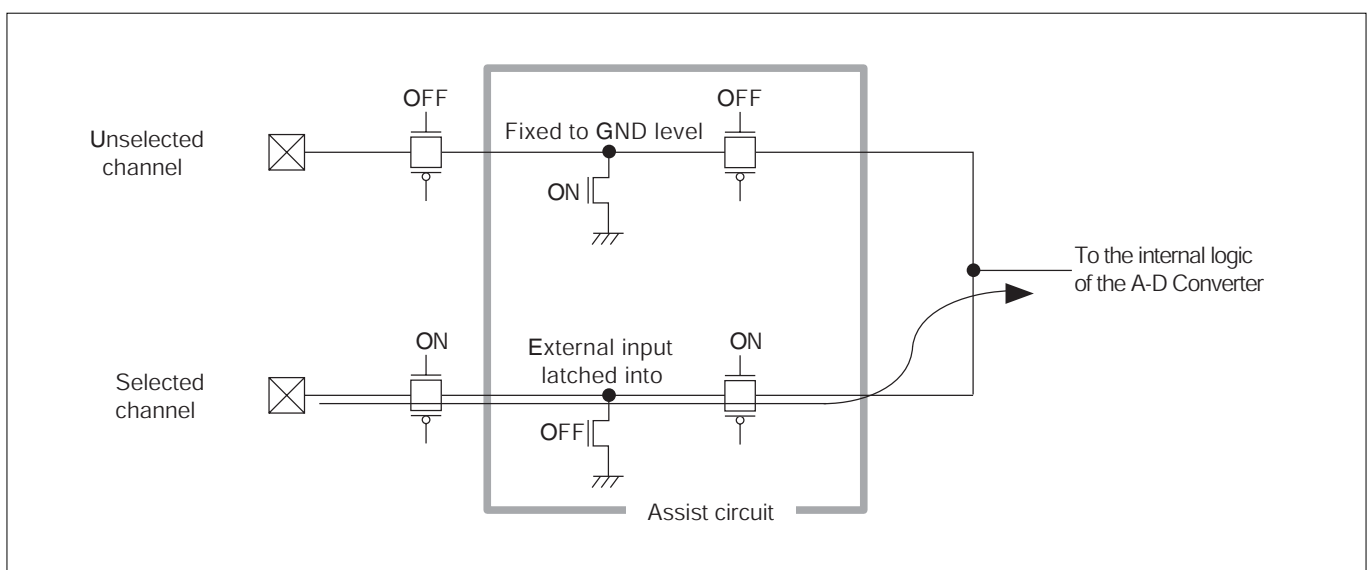 OFF
OFF
Unselected
channel
Fixed to GND level
ON
To the internal logic
of the A-D Converter
ON
ON
Selected
channel
External input
latched into
OFF
Assist circuit